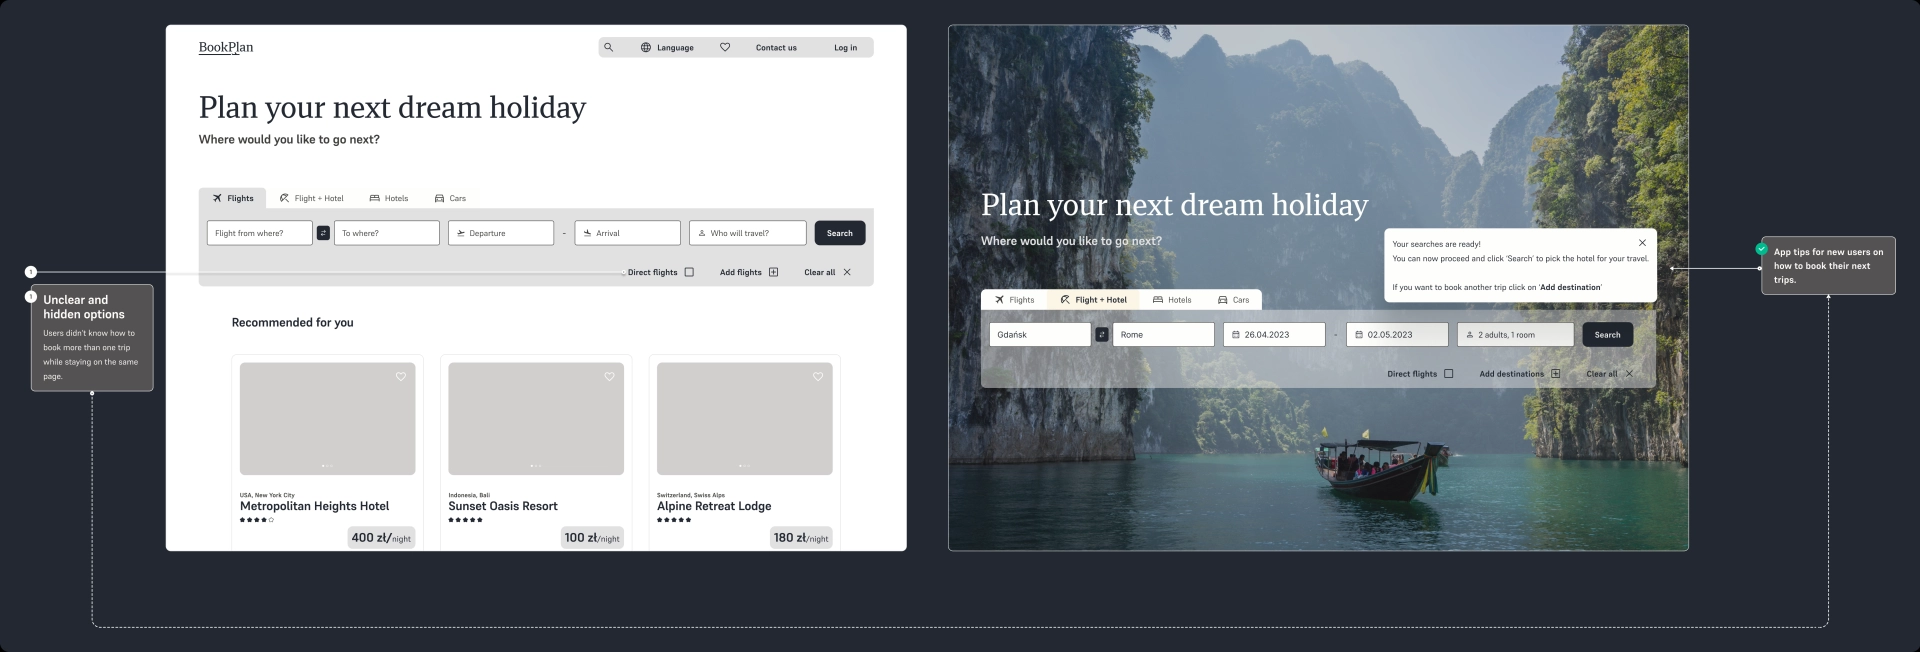 BookPlan
Language
Contact us
Log in
Plan your next dream holiday
Where would you like to go next?
Flights
Flight + Hotel
Hotels
Cars
Flight from where?
To where?
Departure
-
Arrival
Who will travel?
Search
Direct flights
Add flights
Clear all
1
1
Unclear and
hidden options
Users didn't know how to
book more than one trip
while staying on the same
page.
Recommended for you
USA, New York City
Metropolitan Heights Hotel
400 zł/night
Indonesia, Bali
Sunset Oasis Resort
100 zł/night
Switzerland, Swiss Alps
Alpine Retreat Lodge
180 zł/night
Plan your next dream holiday
Where would you like to go next?
Your searches are ready!
You can now proceed and click 'Search' to pick the hotel for your travel.
If you want to book another trip click on 'Add destination'
Flights
Flight + Hotel
Hotels
Cars
Gdańsk
Rome
26.04.2023
-
02.05.2023
2 adults, 1 room
Search
Direct flights
Add destinations
Clear all
App tips for new users on
how to book their next
trips.